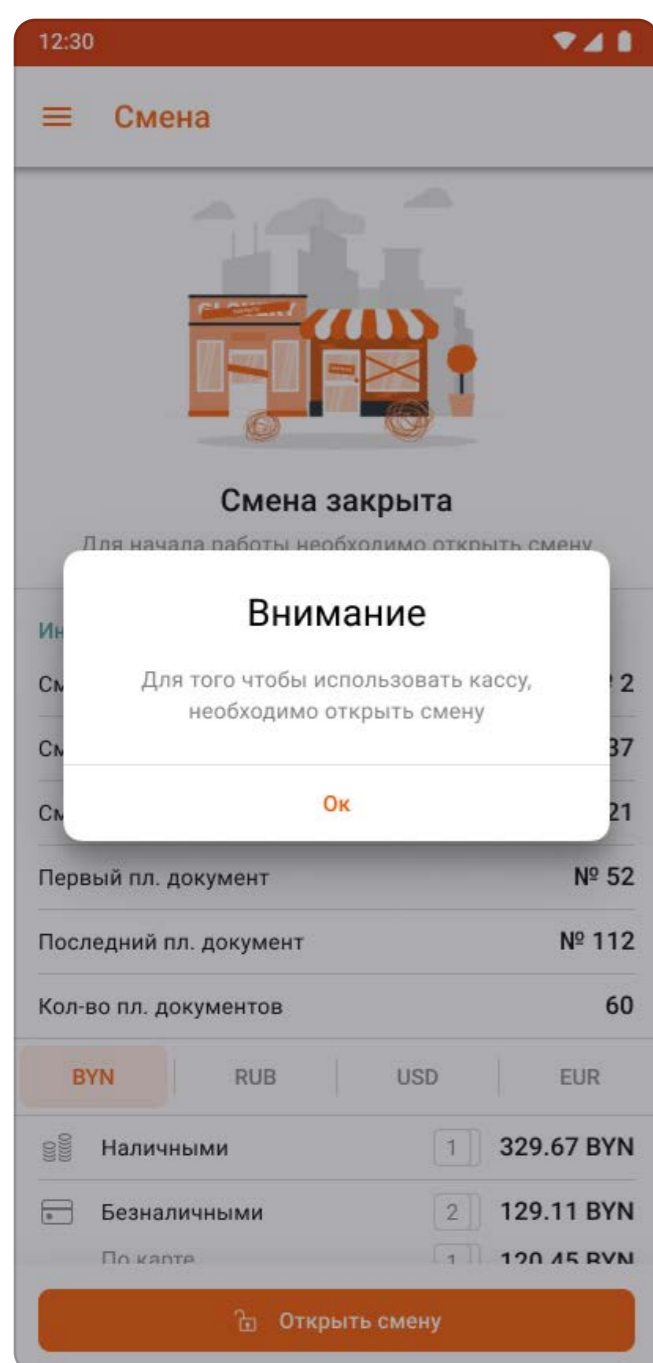 12:30
Смена
Смена закрыта
Для начала работы необходимо открыть смену
Внимание
Для того чтобы использовать кассу,
необходимо открыть смену
Ок
2
37
21
Первый пл. документ № 52
Последний пл. документ № 112
Кол-во пл. документов 60
BYN RUB USD EUR
Наличными 1 329.67 BYN
Безналичными 2 129.11 BYN
По карте 1 120.45 BYN
Открыть смену